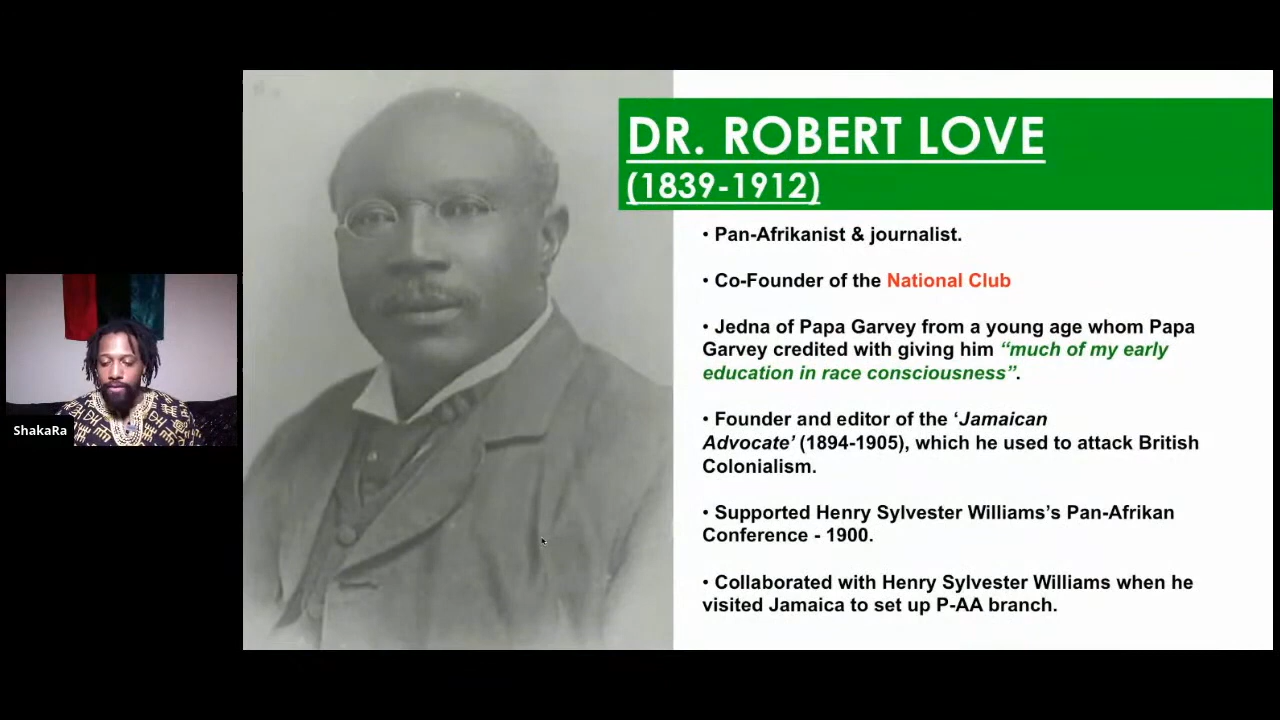 DR. ROBERT LOVE
(1839-1912)
• Pan-Afrikanist & journalist.
• Co-Founder of the National Club
• Jedna of Papa Garvey from a young age whom Papa
Garvey credited with giving him “much of my early
education in race consciousness”.
• Founder and editor of the ‘Jamaican
Advocate’ (1894-1905), which he used to attack British
Colonialism.
• Supported Henry Sylvester Williams’s Pan-Afrikan
Conference - 1900.
• Collaborated with Henry Sylvester Williams when he
visited Jamaica to set up P-AA branch.
ShakaRa